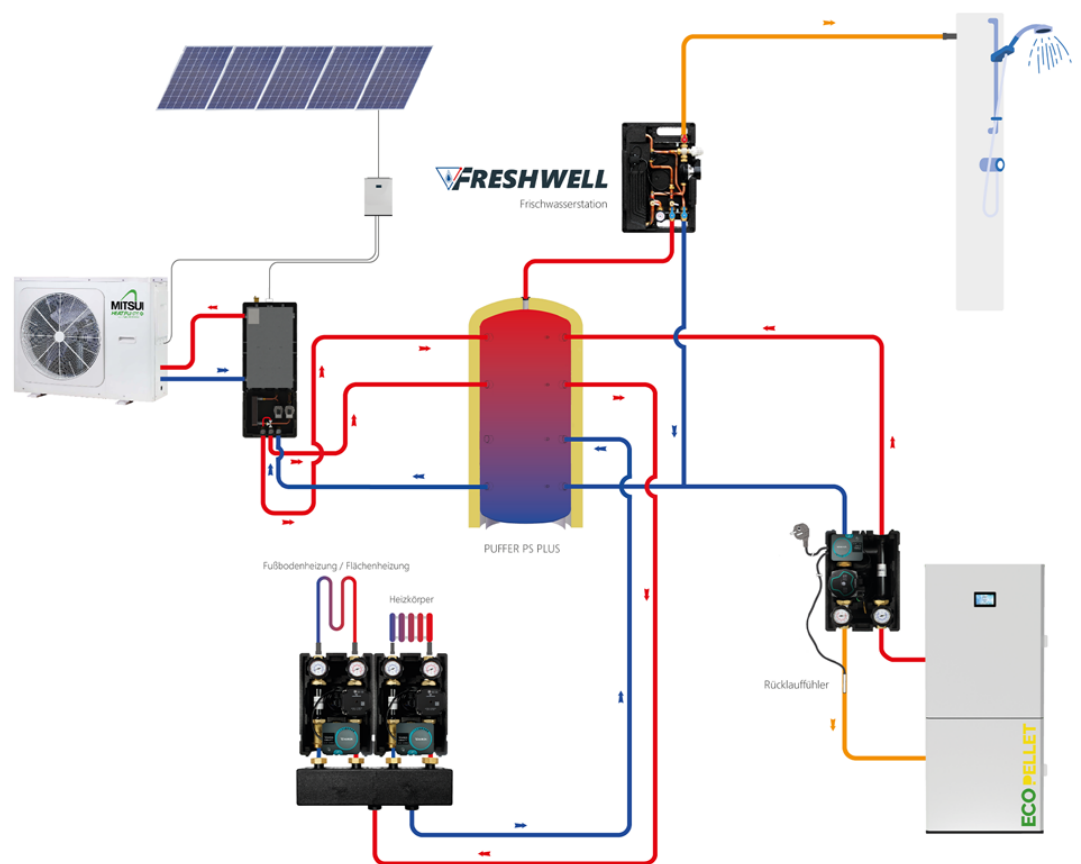 FRESHWELL
Frischwasserstation
MITSUI
PUFFER PS PLUS
Fußbodenheizung / Flächenheizung
Heizkörper
Rücklauffühler
ECOPELLET